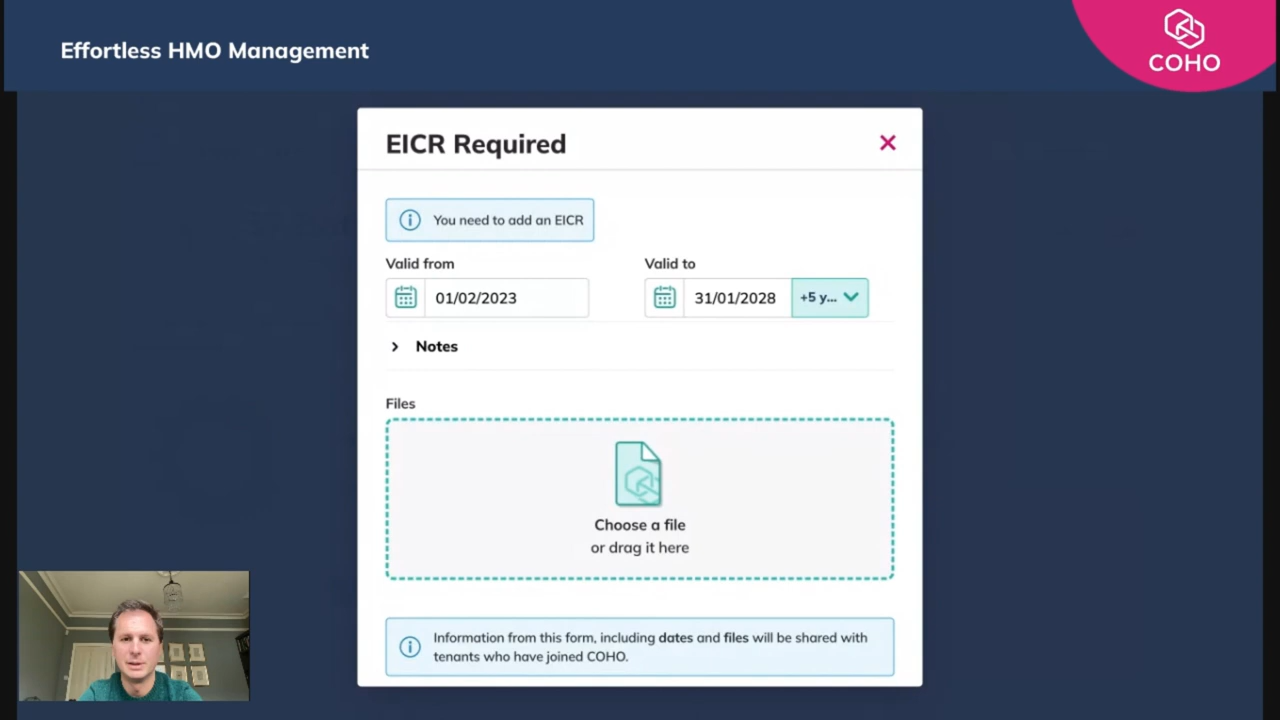 Effortless HMO Management
COHO
EICR Required
You need to add an EICR
Valid from
Valid to
01/02/2023
31/01/2028
+5 y...
Notes
Files
Choose a file
or drag it here
Information from this form, including dates and files will be shared with
tenants who have joined COHO.